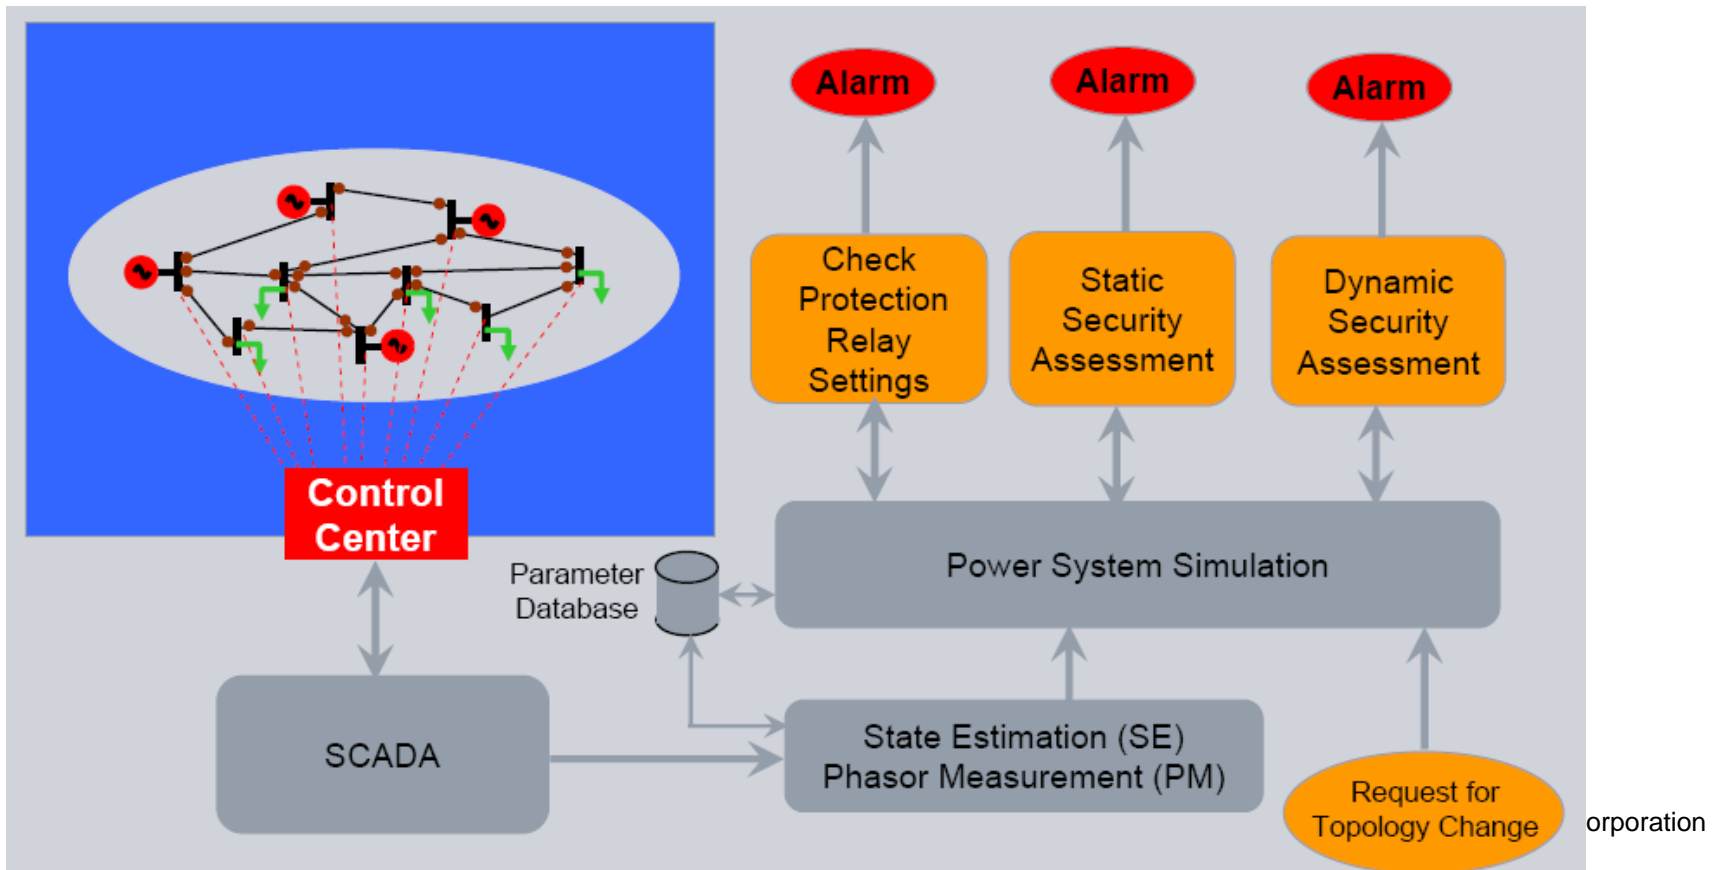 Alarm
Alarm
Alarm
Check
Protection
Relay
Settings
Static
Security
Assessment
Dynamic
Security
Assessment
Control
Center
Parameter
Database
Power System Simulation
SCADA
State Estimation (SE)
Phasor Measurement (PM)
Request for
Topology Change
orporation